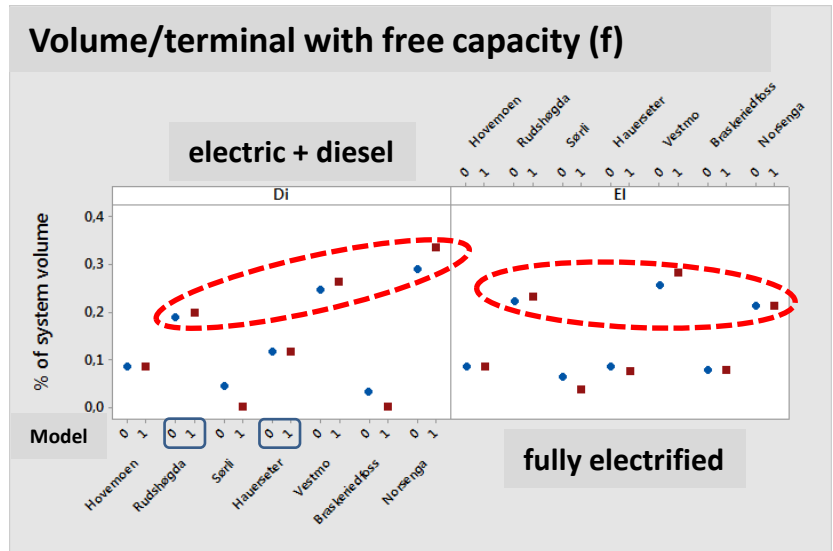 Volume/terminal with free capacity (f)
Hovemoen
Rudshøgda
Sørli
Hauerseter
Vestmo
Braskeriedfoss
Norsenga
electric + diesel
0 1 0 1 0 1 0 1 0 1 0 1 0 1
Di
El
% of system volume
0,4
0,3
0,2
0,1
0,0
Model
0 1 0 1 0 1 0 1 0 1 0 1 0 1
Hovemoen
Rudshøgda
Sørli
Hauerseter
Vestmo
Braskeriedfoss
Norsenga
fully electrified